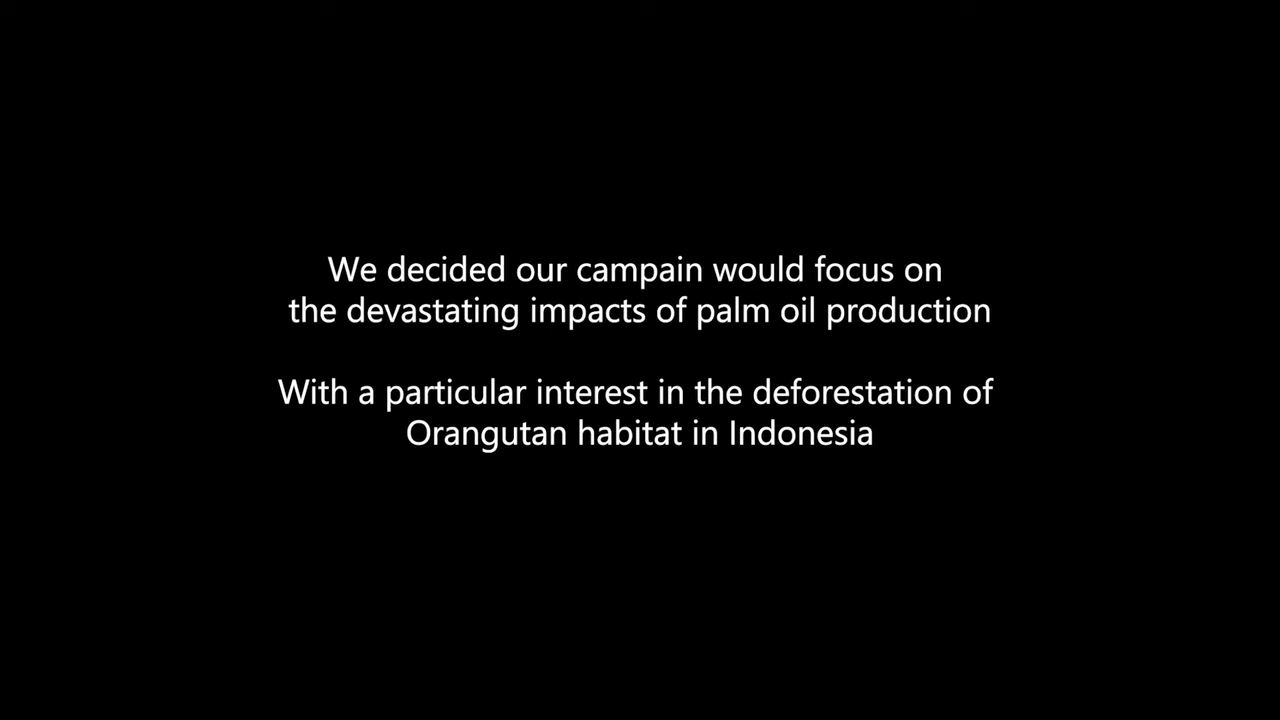 We decided our campain would focus on
the devastating impacts of palm oil production
With a particular interest in the deforestation of
Orangutan habitat in Indonesia